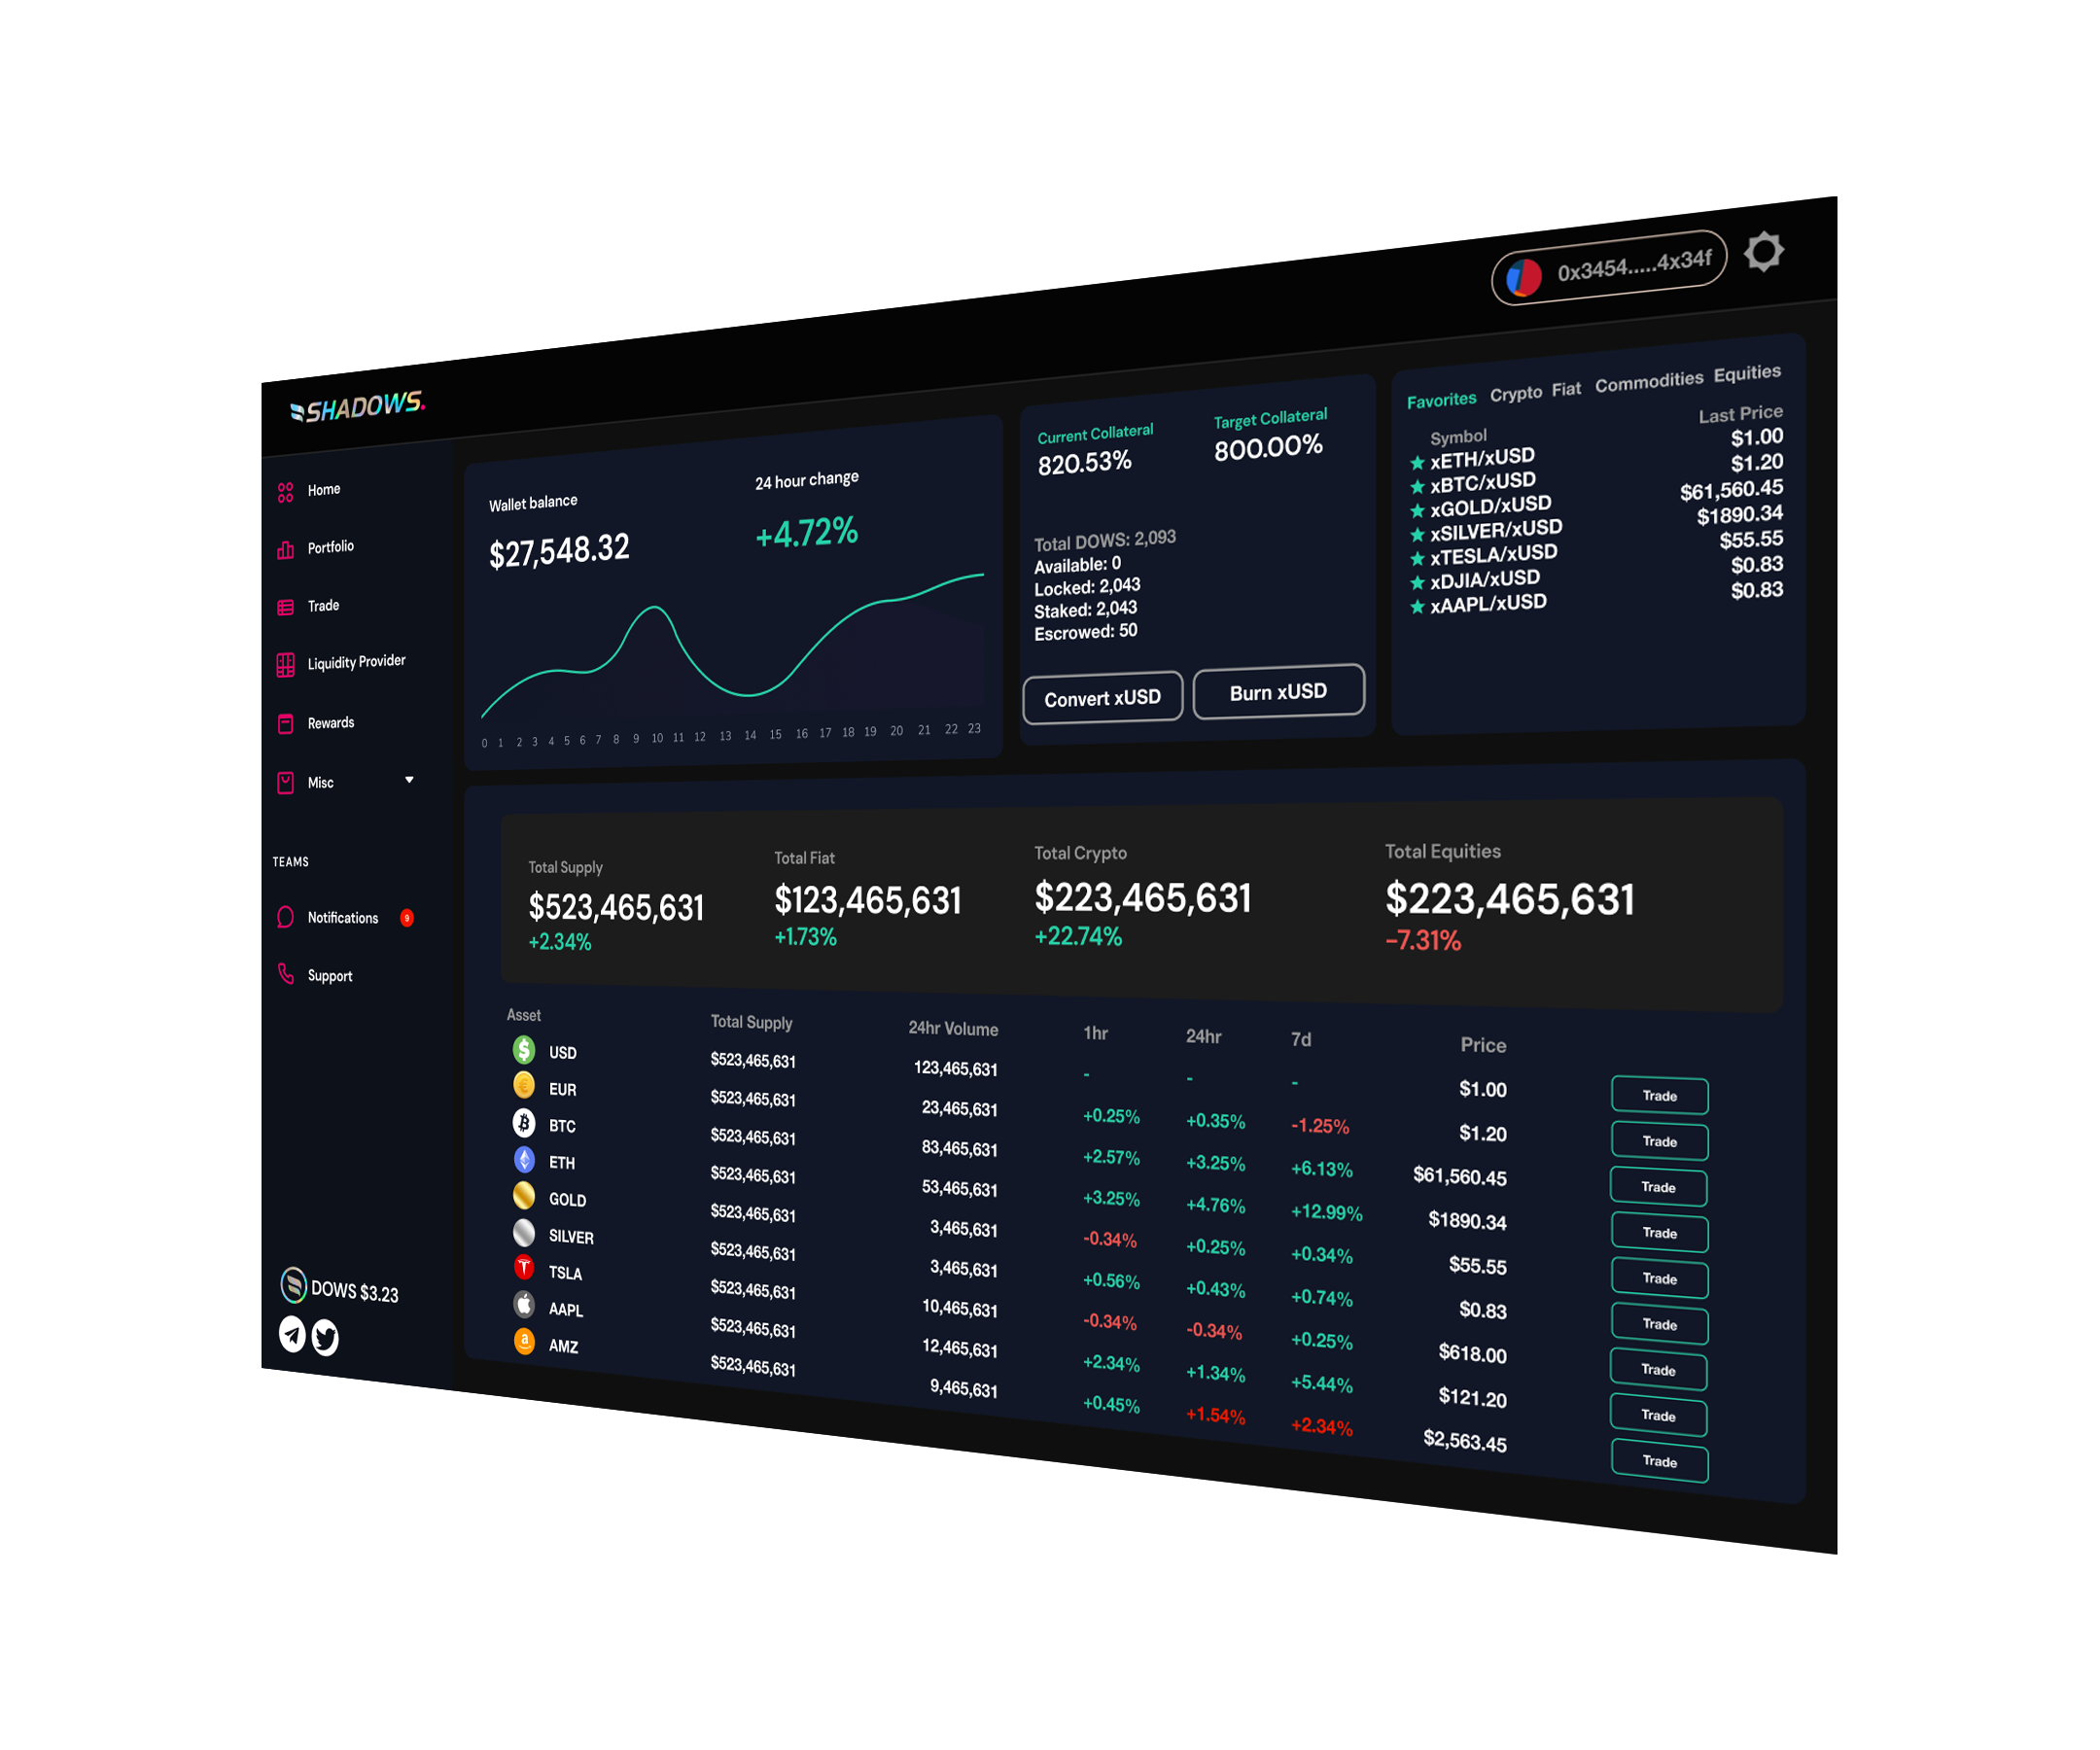 SHADOWS.
0x3454.....4x34f
Home
Portfolio
Trade
Liquidity Provider
Rewards
Misc
TEAMS
Notifications 9
Support
DOWS $3.23
Wallet balance
$27,548.32
24 hour change
+4.72%
0 1 2 3 4 5 6 7 8 9 10 11 12 13 14 15 16 17 18 19 20 21 22 23
Current Collateral
820.53%
Target Collateral
800.00%
Total DOWS: 2,093
Available: 0
Locked: 2,043
Staked: 2,043
Escrowed: 50
Convert xUSD
Burn xUSD
Favorites Crypto Fiat Commodities Equities
Symbol Last Price
xETH/xUSD $1.00
xBTC/xUSD $1.20
xGOLD/xUSD $61,560.45
xSILVER/xUSD $1890.34
xTESLA/xUSD $55.55
xDJIA/xUSD $0.83
xAAPL/xUSD $0.83
Total Supply
$523,465,631
+2.34%
Total Fiat
$123,465,631
+1.73%
Total Crypto
$223,465,631
+22.74%
Total Equities
$223,465,631
-7.31%
Asset Total Supply 24hr Volume 1hr 24hr 7d Price
USD $523,465,631 123,465,631 - - - $1.00 Trade
EUR $523,465,631 23,465,631 +0.25% +0.35% -1.25% $1.20 Trade
BTC $523,465,631 83,465,631 +2.57% +3.25% +6.13% $61,560.45 Trade
ETH $523,465,631 53,465,631 +3.25% +4.76% +12.99% $1890.34 Trade
GOLD $523,465,631 3,465,631 -0.34% +0.25% +0.34% $55.55 Trade
SILVER $523,465,631 3,465,631 +0.56% +0.43% +0.74% $0.83 Trade
TSLA $523,465,631 10,465,631 -0.34% -0.34% +0.25% $618.00 Trade
AAPL $523,465,631 12,465,631 +2.34% +1.34% +5.44% $121.20 Trade
AMZ $523,465,631 9,465,631 +0.45% +1.54% +2.34% $2,563.45 Trade